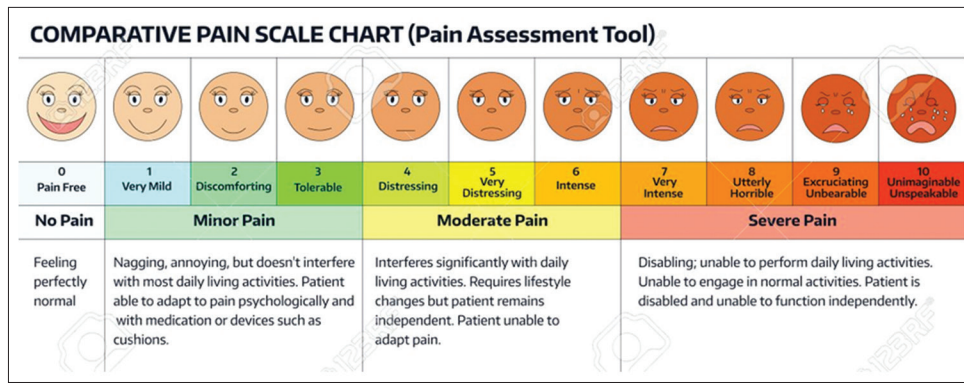 COMPARATIVE PAIN SCALE CHART (Pain Assessment Tool)
0
Pain Free
1
Very Mild
2
Discomforting
3
Tolerable
4
Distressing
5
Very
Distressing
6
Intense
7
Very
Intense
8
Utterly
Horrible
9
Excruciating
Unbearable
10
Unimaginable
Unspeakable
No Pain
Minor Pain
Moderate Pain
Severe Pain
Feeling
perfectly
normal
Nagging, annoying, but doesn't interfere
with most daily living activities. Patient
able to adapt to pain psychologically and
with medication or devices such as
cushions.
Interferes significantly with daily
living activities. Requires lifestyle
changes but patient remains
independent. Patient unable to
adapt pain.
Disabling; unable to perform daily living activities.
Unable to engage in normal activities. Patient is
disabled and unable to function independently.
123RF
123RF
123RF
123RF
123RF